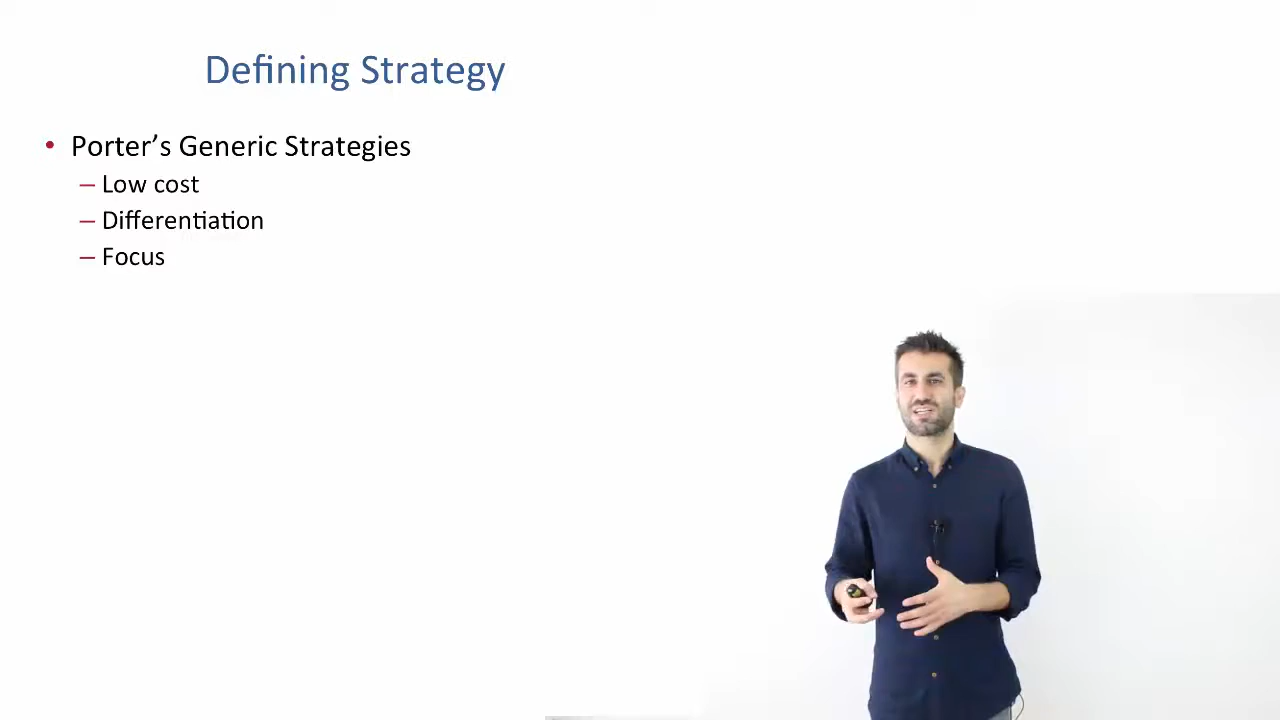 Defining Strategy
• Porter’s Generic Strategies
– Low cost
– Differentiation
– Focus